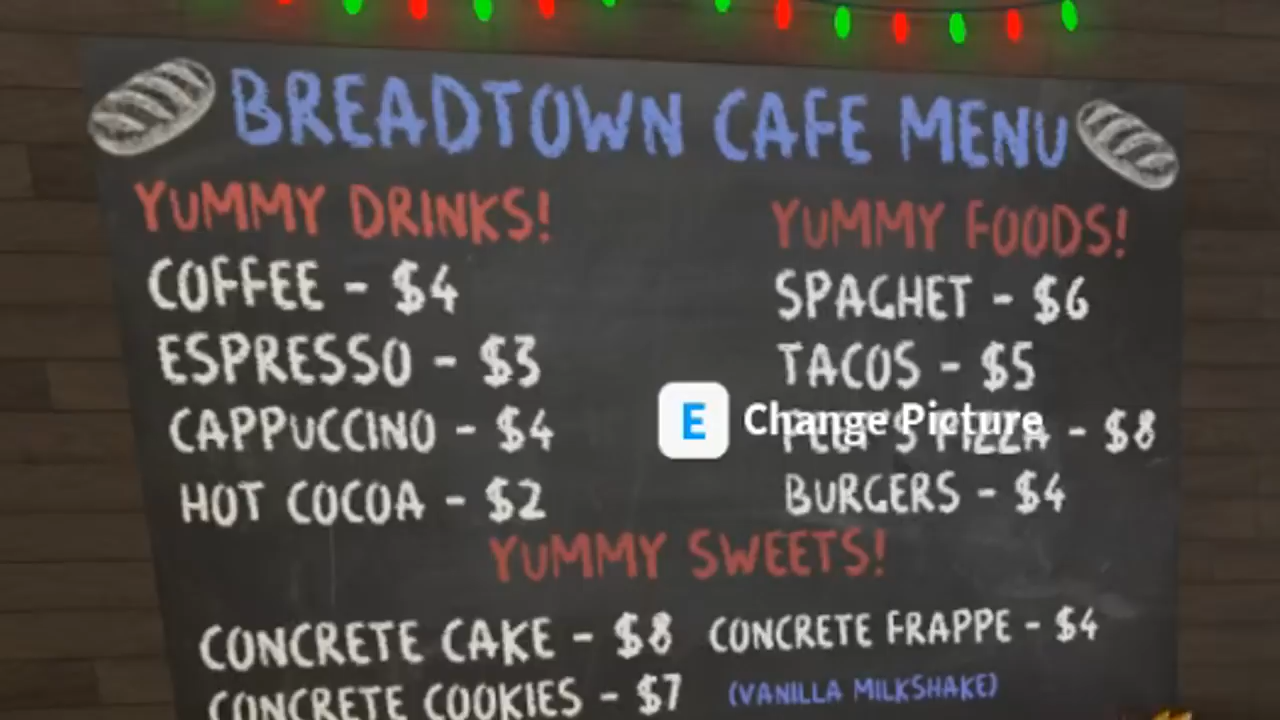 BREADTOWN CAFE MENU
YUMMY DRINKS!
COFFEE - $4
ESPRESSO - $3
CAPPUCCINO - $4
HOT COCOA - $2
YUMMY FOODS!
SPAGHET - $6
TACOS - $5
PIZZA - $8
BURGERS - $4
E Change Picture
YUMMY SWEETS!
CONCRETE CAKE - $8
CONCRETE COOKIES - $7
CONCRETE FRAPPE - $4
(VANILLA MILKSHAKE)